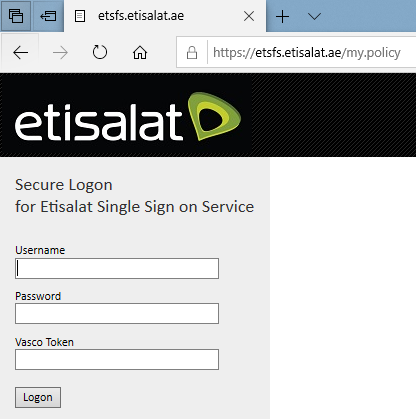 etsfs.etisalat.ae
https://etsfs.etisalat.ae/my.policy
etisalat
Secure Logon
for Etisalat Single Sign on Service
Username
Password
Vasco Token
Logon